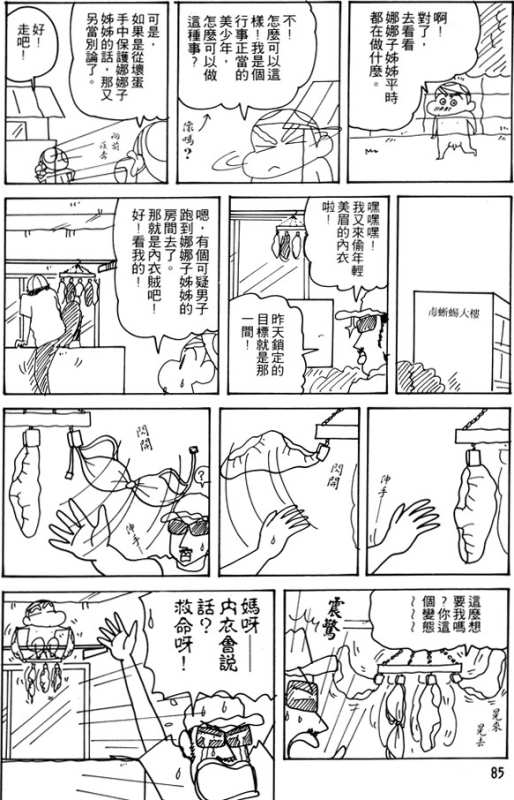 啊！
對了，
去看看
娜娜子姊姊平時
都在做什麼。
不！
怎麼可以這
樣！我是個
行事正當的
美少年，
怎麼可以做
這種事？
像嗎？
可是，
如果是從壞蛋
手中保護娜娜子
姊姊的話，那又
另當別論了。
好！
走吧！
向前
毒蜥蜴大樓
嘿嘿嘿！
我又來偷年輕
美眉的內衣
啦！
昨天鎖定的
目標就是那
一間！
嗯，有個可疑男子
跑到娜娜子姊姊的
房間去了。
那就是內衣賊吧！
好！看我的！
伸手
閃開
閃開
?
伸手
這麼想
要我嗎
？你這
個變態
～～～
震驚
晃來
晃去
媽呀──
內衣會說
話？
救命呀！
85